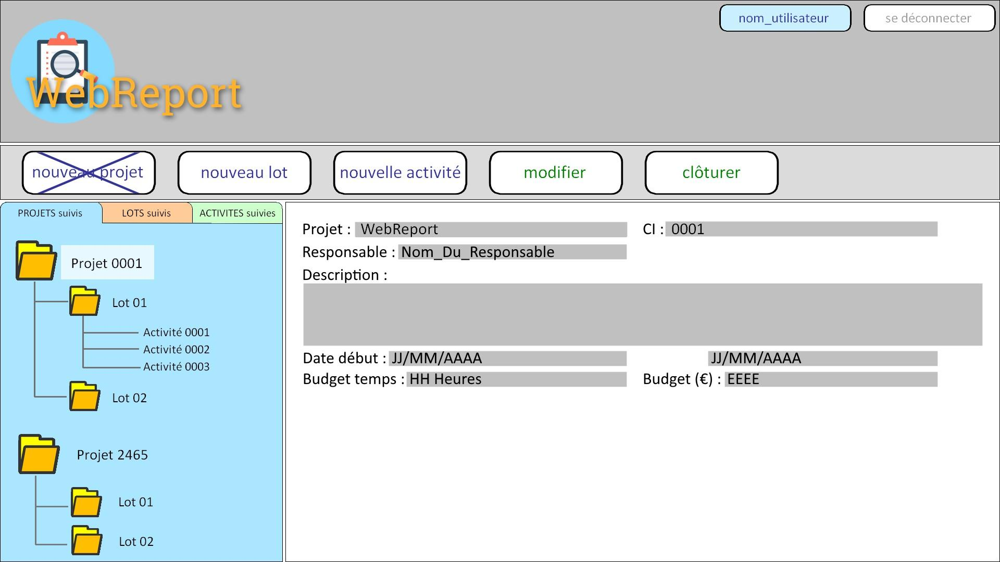 nom_utilisateur
se déconnecter
WebReport
nouveau projet
nouveau lot
nouvelle activité
modifier
clôturer
PROJETS suivis
LOTS suivis
ACTIVITES suivies
Projet 0001
Lot 01
Activité 0001
Activité 0002
Activité 0003
Lot 02
Projet 2465
Lot 01
Lot 02
Projet : WebReport
CI : 0001
Responsable : Nom_Du_Responsable
Description :
Date début : JJ/MM/AAAA
JJ/MM/AAAA
Budget temps : HH Heures
Budget (€) : EEEE